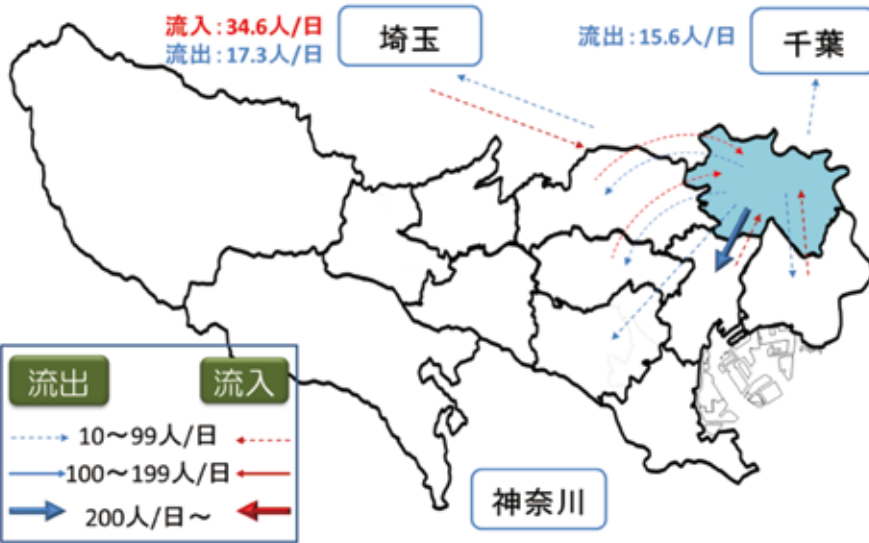 流入：34.6人/日
流出：17.3人/日
埼玉
流出：15.6人/日
千葉
流出
流入
10～99人/日
100～199人/日
200人/日～
神奈川